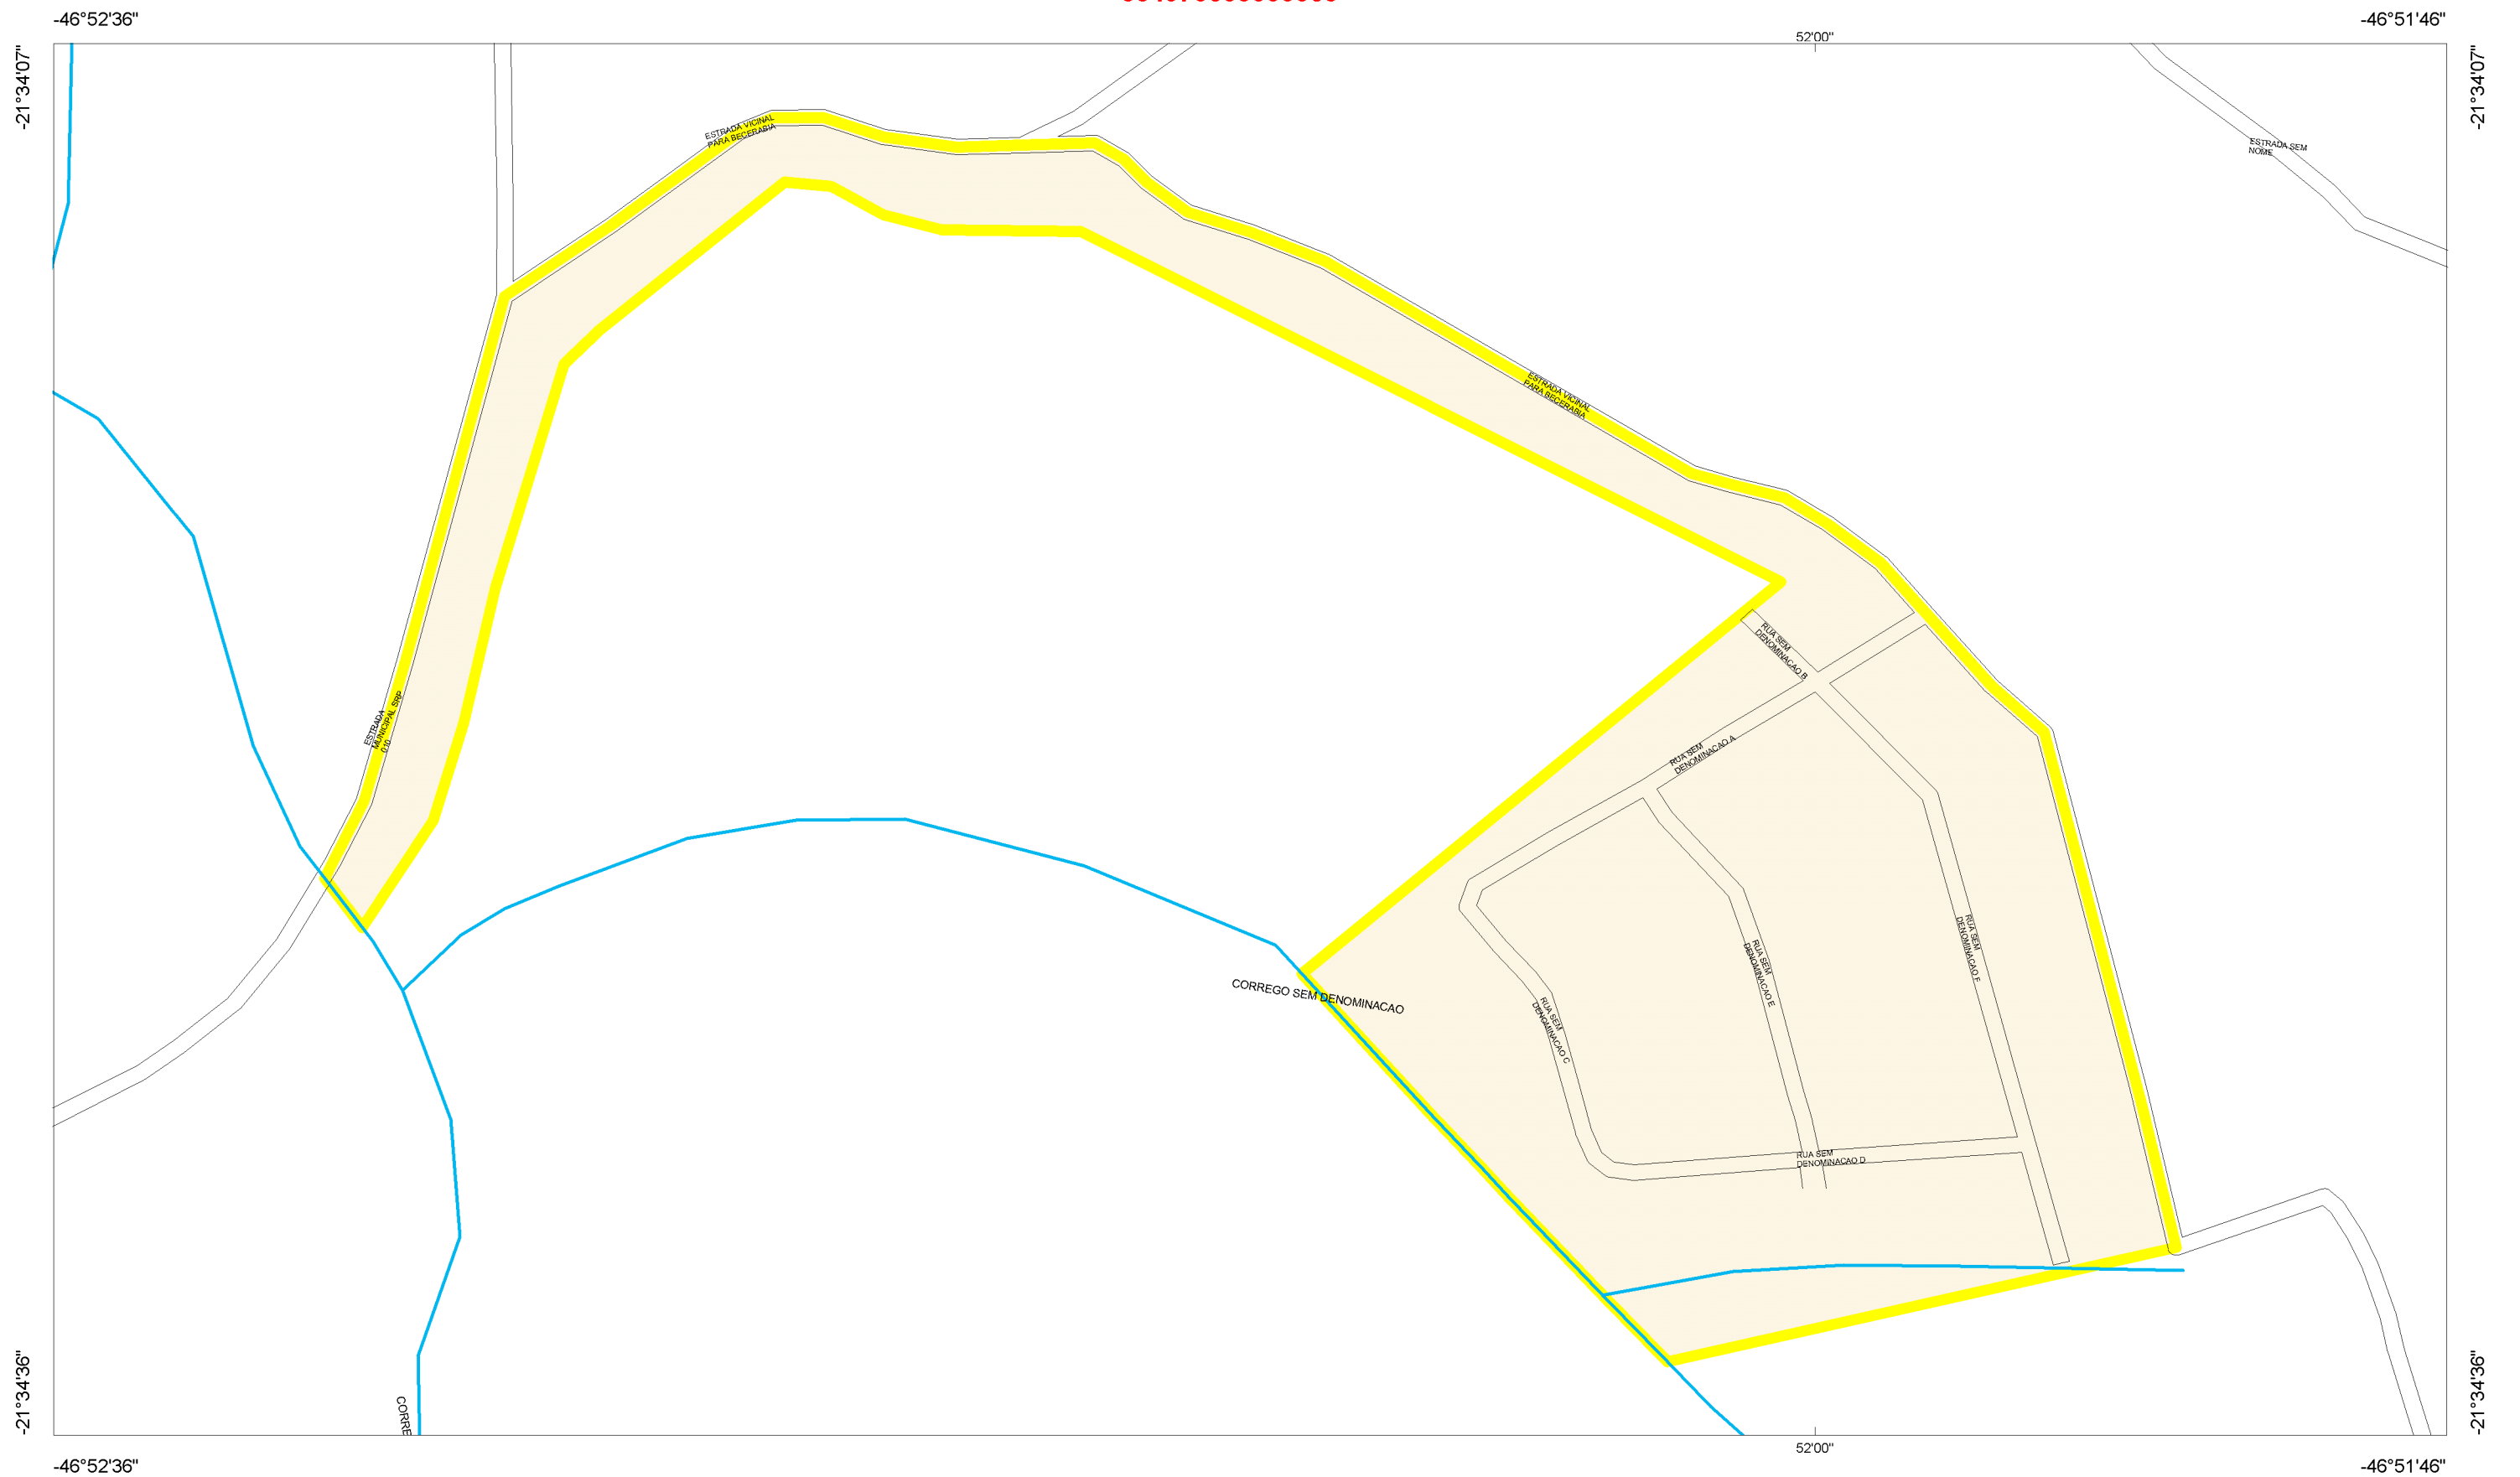 -46°52'36"
-46°51'46"
52'00"
-21°34'07"
-21°34'07"
ESTRADA VICINAL
PARA BECERABIA
ESTRADA SEM
NOME
ESTRADA VICINAL
PARA BECERABIA
RUA SEM
DENOMINACAO B
ESTRADA
MUNICIPAL SRP
010
RUA SEM
DENOMINACAO A
RUA SEM
DENOMINACAO F
RUA SEM
DENOMINACAO E
CORREGO SEM DENOMINACAO
RUA SEM
DENOMINACAO C
RUA SEM
DENOMINACAO D
-21°34'36"
-21°34'36"
CORRE
52'00"
-46°52'36"
-46°51'46"